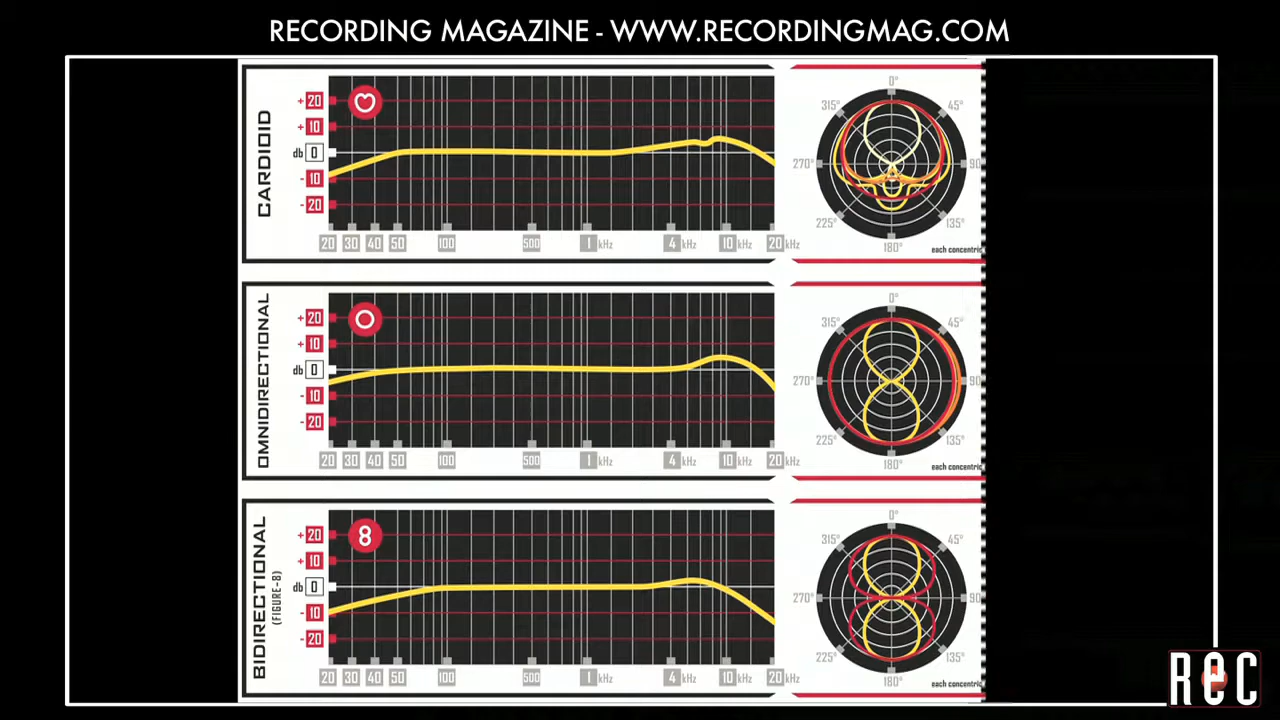 RECORDING MAGAZINE - WWW.RECORDINGMAG.COM
CARDIOID
+ 20
+ 10
db 0
- 10
- 20
20 30 40 50 100 500 1 kHz 4 kHz 10 kHz 20 kHz
0°
315° 45°
270° 90
225° 135°
180°
each concentric
OMNIDIRECTIONAL
+ 20
+ 10
db 0
- 10
- 20
20 30 40 50 100 500 1 kHz 4 kHz 10 kHz 20 kHz
0°
315° 45°
270° 90
225° 135°
180°
each concentric
BIDIRECTIONAL
(FIGURE-8)
8
+ 20
+ 10
db 0
- 10
- 20
20 30 40 50 100 500 1 kHz 4 kHz 10 kHz 20 kHz
0°
315° 45°
270° 90
225° 135°
180°
each concentric
REC